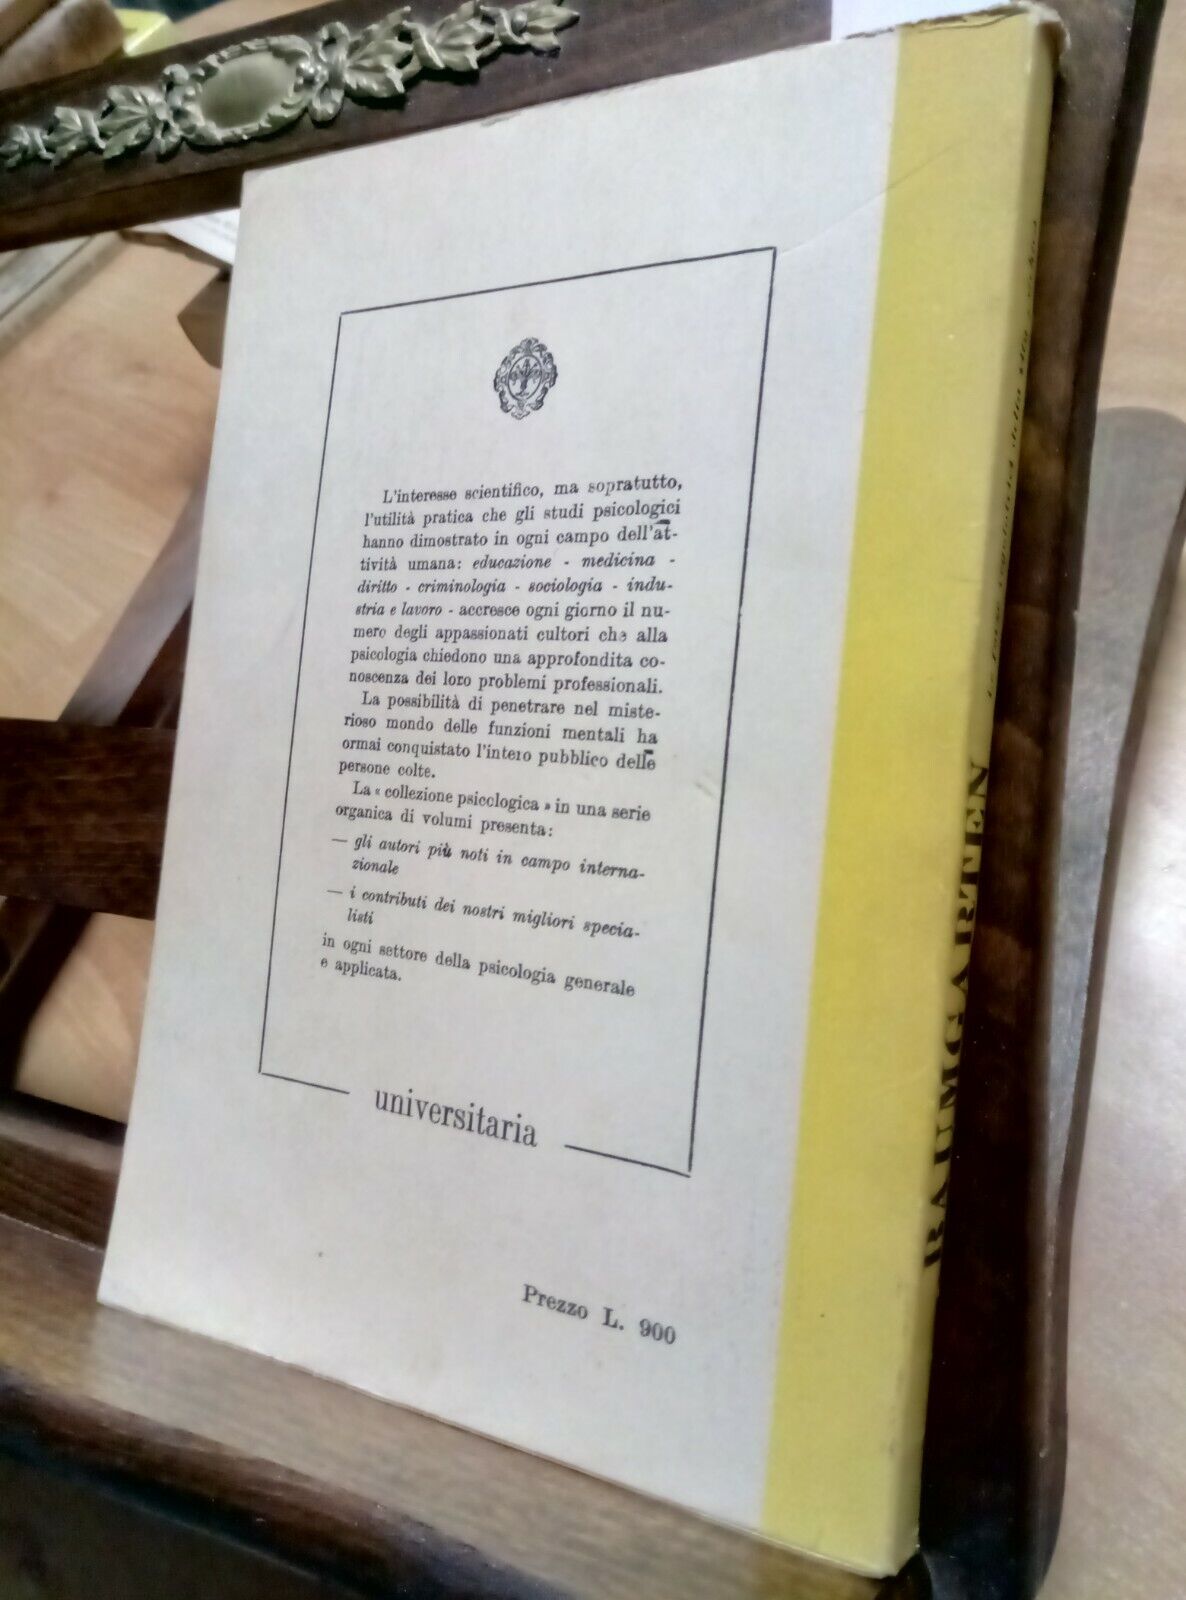 L'interesse scientifico, ma sopratutto,
l'utilità pratica che gli studi psicologici
hanno dimostrato in ogni campo dell'at-
tività umana: educazione - medicina -
diritto - criminologia - sociologia - indu-
stria e lavoro - accresce ogni giorno il nu-
mero degli appassionati cultori che alla
psicologia chiedono una approfondita co-
noscenza dei loro problemi professionali.
La possibilità di penetrare nel miste-
rioso mondo delle funzioni mentali ha
ormai conquistato l'intero pubblico delle
persone colte.
La « collezione psicclogica » in una serie
organica di volumi presenta:
— gli autori più noti in campo interna-
zionale
— i contributi dei nostri migliori specia-
listi
in ogni settore della psicologia generale
e applicata.
universitaria
Prezzo L. 900
BAUMGARTEN